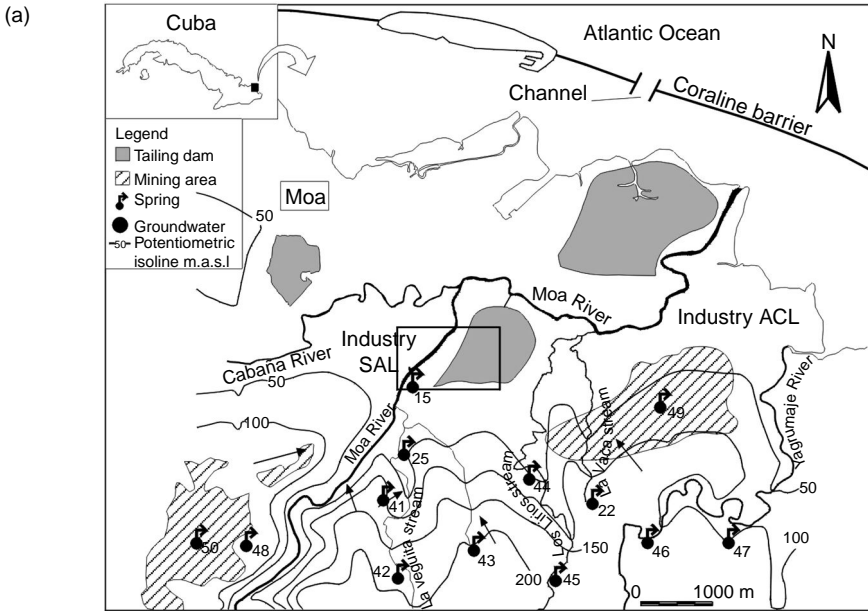 (a)
Cuba
Atlantic Ocean
N
Channel
Coraline barrier
Legend
Tailing dam
Mining area
Spring
Groundwater
50 Potentiometric
isoline m.a.s.l
Moa
50
Moa River
Industry
SAL
Industry ACL
Cabaña River
50
15
Yagrumaje River
49
100
Moa River
25
La Vaca stream
44
50
41
La veguita stream
Los Lirios stream
22
50
48
43
150
46
47
100
42
200
45
0 1000 m